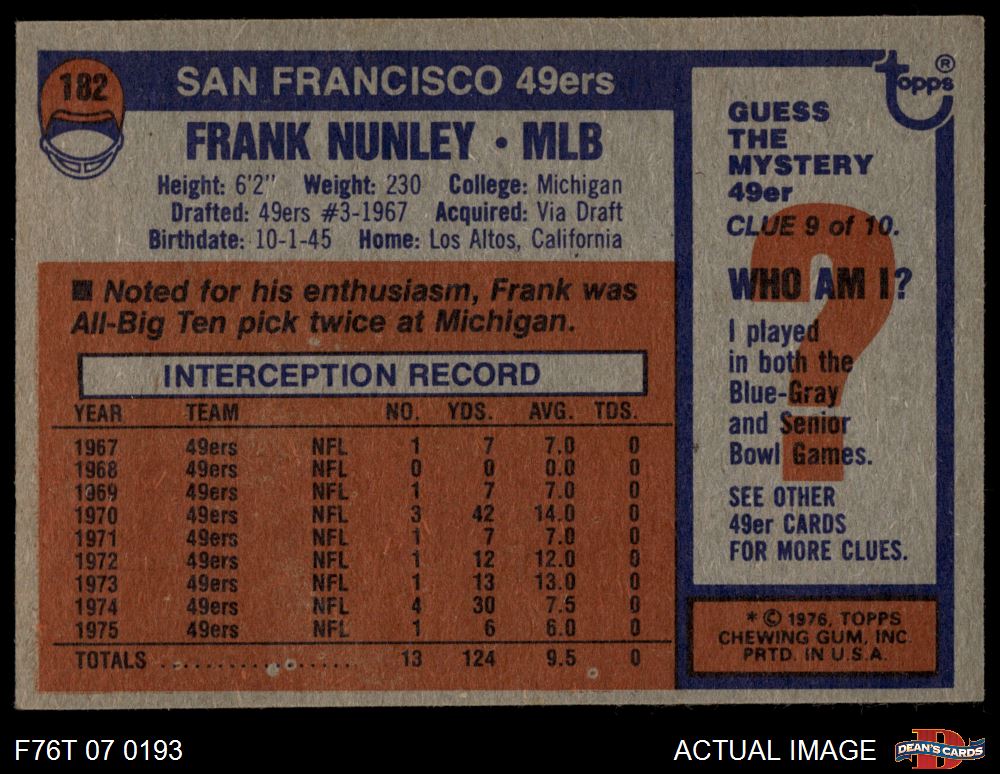 182
SAN FRANCISCO 49ers
FRANK NUNLEY • MLB
Height: 6'2" Weight: 230 College: Michigan
Drafted: 49ers #3-1967 Acquired: Via Draft
Birthdate: 10-1-45 Home: Los Altos, California
■ Noted for his enthusiasm, Frank was
All-Big Ten pick twice at Michigan.
INTERCEPTION RECORD
YEAR TEAM NO. YDS. AVG. TDS.
1967 49ers NFL 1 7 7.0 0
1968 49ers NFL 0 0 0.0 0
1969 49ers NFL 1 7 7.0 0
1970 49ers NFL 3 42 14.0 0
1971 49ers NFL 1 7 7.0 0
1972 49ers NFL 1 12 12.0 0
1973 49ers NFL 1 13 13.0 0
1974 49ers NFL 4 30 7.5 0
1975 49ers NFL 1 6 6.0 0
TOTALS .................. 13 124 9.5 0
topps ®
GUESS
THE
MYSTERY
49er
CLUE 9 of 10.
WHO AM I?
I played
in both the
Blue-Gray
and Senior
Bowl Games.
SEE OTHER
49er CARDS
FOR MORE CLUES.
* © 1976, TOPPS
CHEWING GUM, INC
PRTD. IN U.S.A.
F76T 07 0193
ACTUAL IMAGE
D
DEAN'S CARDS